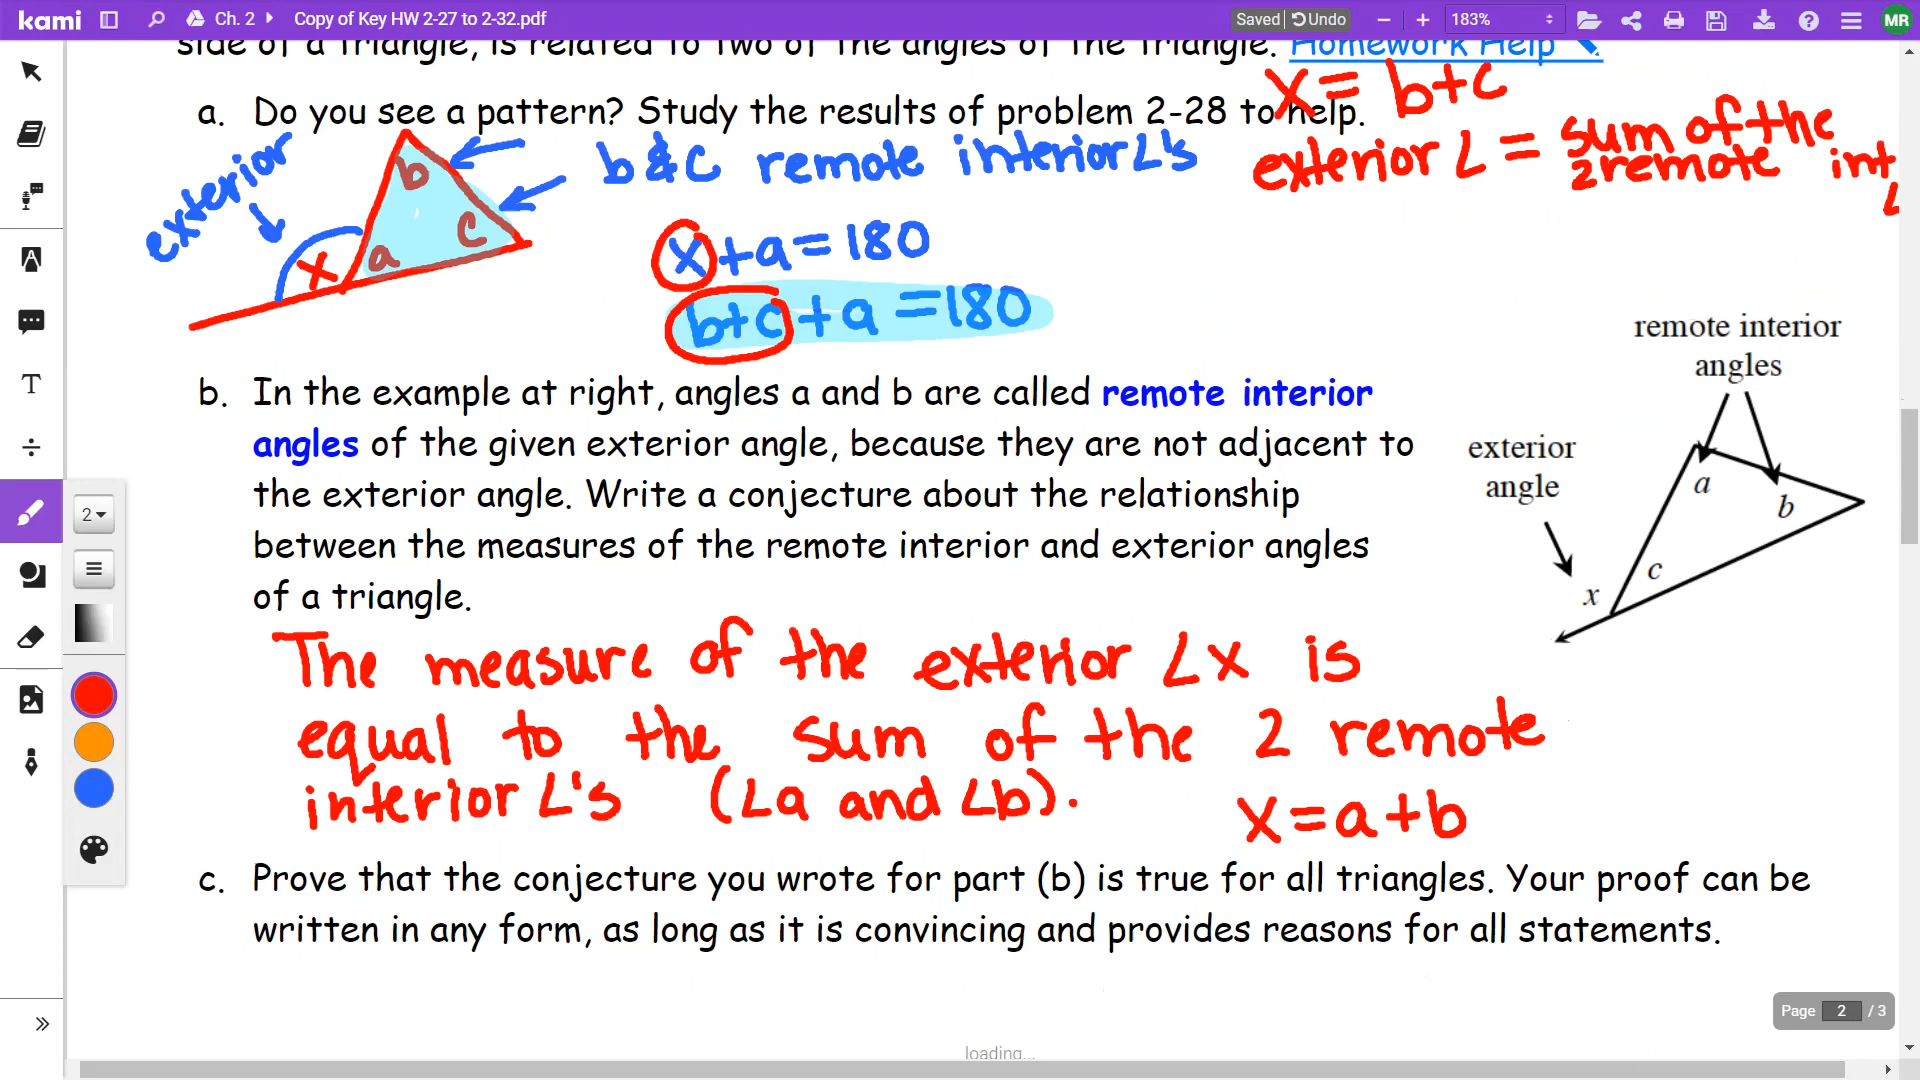 kami
Ch. 2
Copy of Key HW 2-27 to 2-32.pdf
Saved
Undo
183%
MR
side of a triangle, is related to two of the angles of the triangle. Homework Help
x = b+c
a. Do you see a pattern? Study the results of problem 2-28 to help.
exterior ∠ = sum of the
2 remote int
∠
exterior
b
b & c remote interior ∠'s
c
a
x
x + a = 180
b+c + a = 180
remote interior
angles
b. In the example at right, angles a and b are called remote interior
angles of the given exterior angle, because they are not adjacent to
the exterior angle. Write a conjecture about the relationship
between the measures of the remote interior and exterior angles
of a triangle.
exterior
angle
a
b
c
x
The measure of the exterior ∠x is
equal to the sum of the 2 remote
interior ∠'s (∠a and ∠b).
x = a + b
c. Prove that the conjecture you wrote for part (b) is true for all triangles. Your proof can be
written in any form, as long as it is convincing and provides reasons for all statements.
2
T
Page 2 / 3
loading...